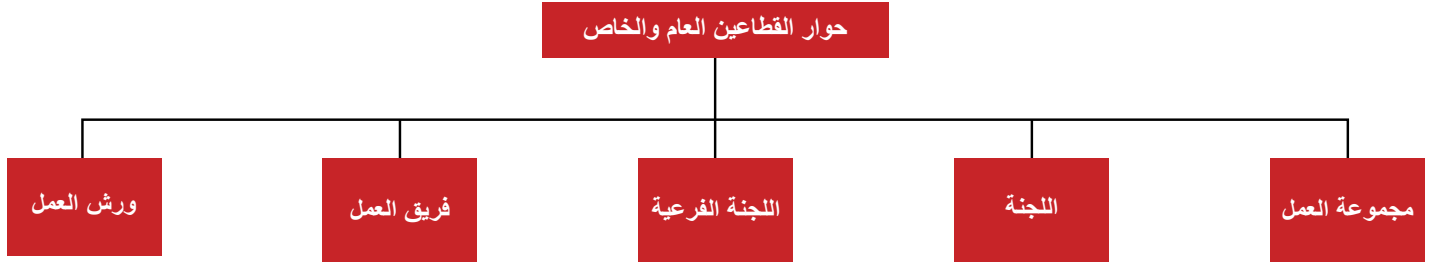 حوار القطاعين العام والخاص
مجموعة العمل
اللجنة
اللجنة الفرعية
فريق العمل
ورش العمل